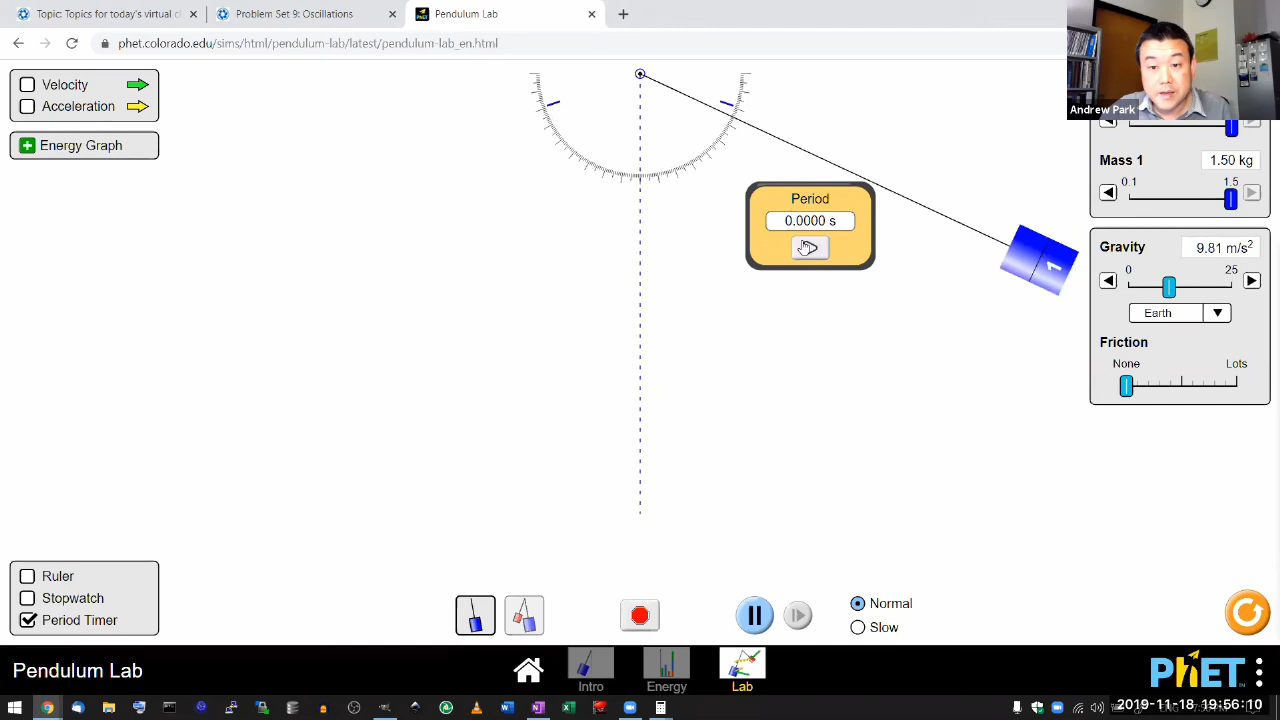 Topic Topics for today's tutorial cl
Problem Set 9: Oscillations
Pendulum Lab
phet.colorado.edu/sims/html/pendulum-lab/latest/pendulum-lab_en.html
Velocity
Acceleration
Energy Graph
Andrew Park
Mass 1 1.50 kg
0.1 1.5
Period
0.0000 s
1
Gravity 9.81 m/s²
0 25
Earth
Friction
None Lots
Ruler
Stopwatch
Period Timer
Normal
Slow
Pendulum Lab
Intro
Energy
Lab
PhET
2019-11-18 19:56:10